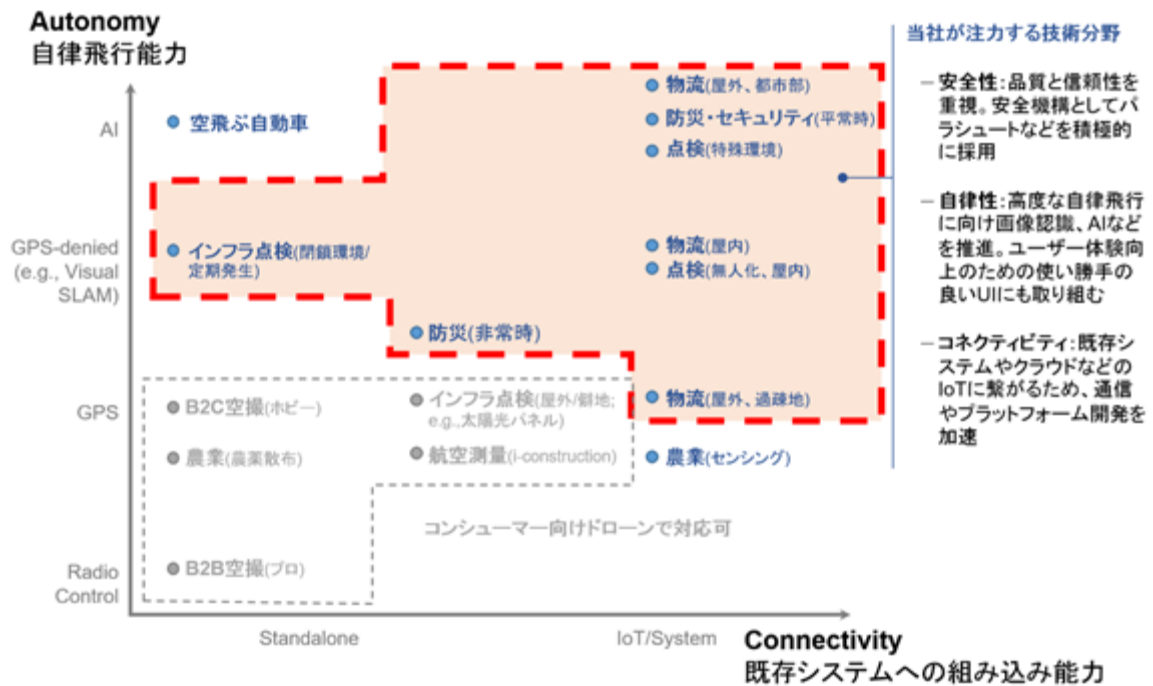 Autonomy
自律飛行能力
AI
GPS-denied
(e.g., Visual
SLAM)
GPS
Radio
Control
空飛ぶ自動車
物流(屋外、都市部)
防災・セキュリティ(平常時)
点検(特殊環境)
インフラ点検(閉鎖環境/
定期発生)
物流(屋内)
点検(無人化、屋内)
防災(非常時)
B2C空撮(ホビー)
インフラ点検(屋外/僻地;
e.g.,太陽光パネル)
物流(屋外、過疎地)
農業(農薬散布)
航空測量(i-construction)
農業(センシング)
コンシューマー向けドローンで対応可
B2B空撮(プロ)
Standalone
IoT/System
Connectivity
既存システムへの組み込み能力
当社が注力する技術分野
― 安全性：品質と信頼性を
重視。安全機構としてパ
ラシュートなどを積極的
に採用
― 自律性：高度な自律飛行
に向け画像認識、AIなど
を推進。ユーザー体験向
上のための使い勝手の
良いUIにも取り組む
― コネクティビティ：既存シ
ステムやクラウドなどの
IoTに繋がるため、通信
やプラットフォーム開発を
加速